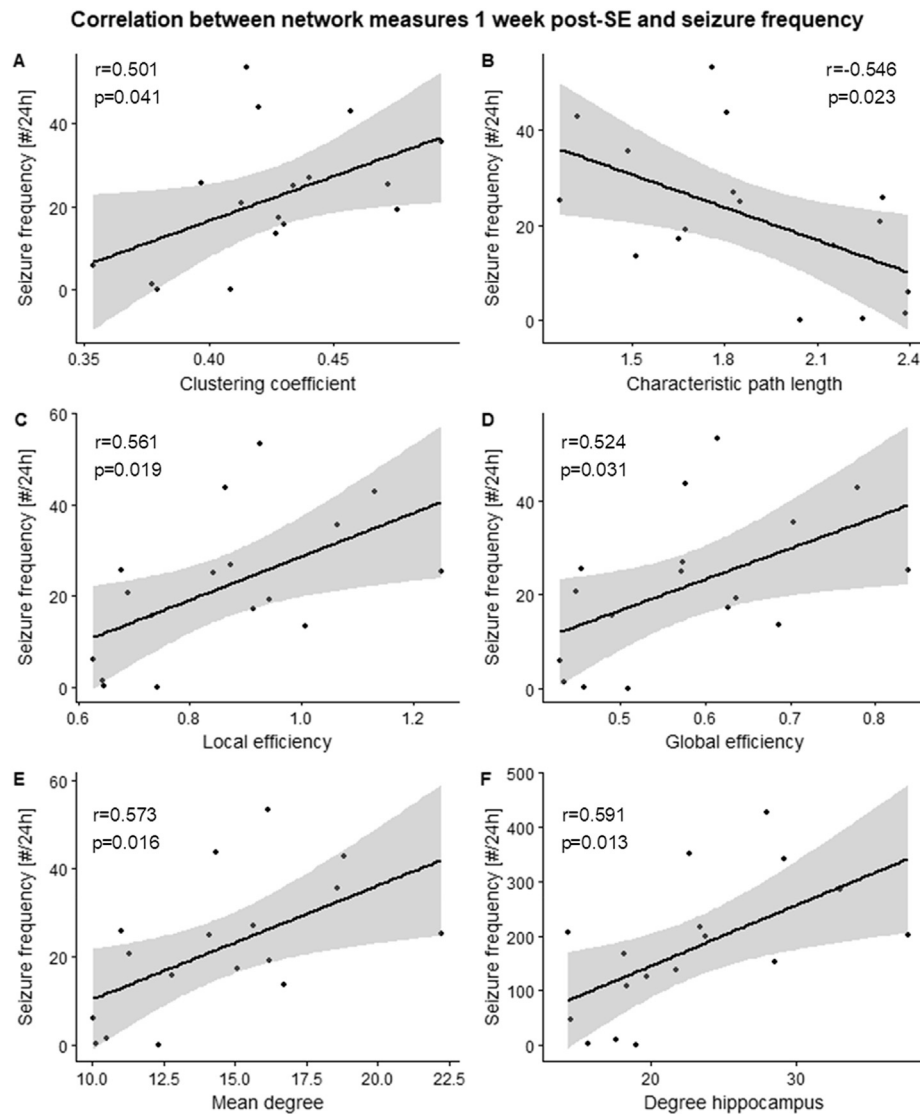 Correlation between network measures 1 week post-SE and seizure frequency
A
r=0.501
p=0.041
Seizure frequency [#/24h]
40
20
0
0.35 0.40 0.45
Clustering coefficient
B
r=-0.546
p=0.023
Seizure frequency [#/24h]
40
20
0
1.5 1.8 2.1 2.4
Characteristic path length
C
r=0.561
p=0.019
Seizure frequency [#/24h]
60
40
20
0
0.6 0.8 1.0 1.2
Local efficiency
D
r=0.524
p=0.031
Seizure frequency [#/24h]
40
20
0
0.5 0.6 0.7 0.8
Global efficiency
E
r=0.573
p=0.016
Seizure frequency [#/24h]
60
40
20
0
10.0 12.5 15.0 17.5 20.0 22.5
Mean degree
F
r=0.591
p=0.013
Seizure frequency [#/24h]
500
400
300
200
100
0
20 30
Degree hippocampus